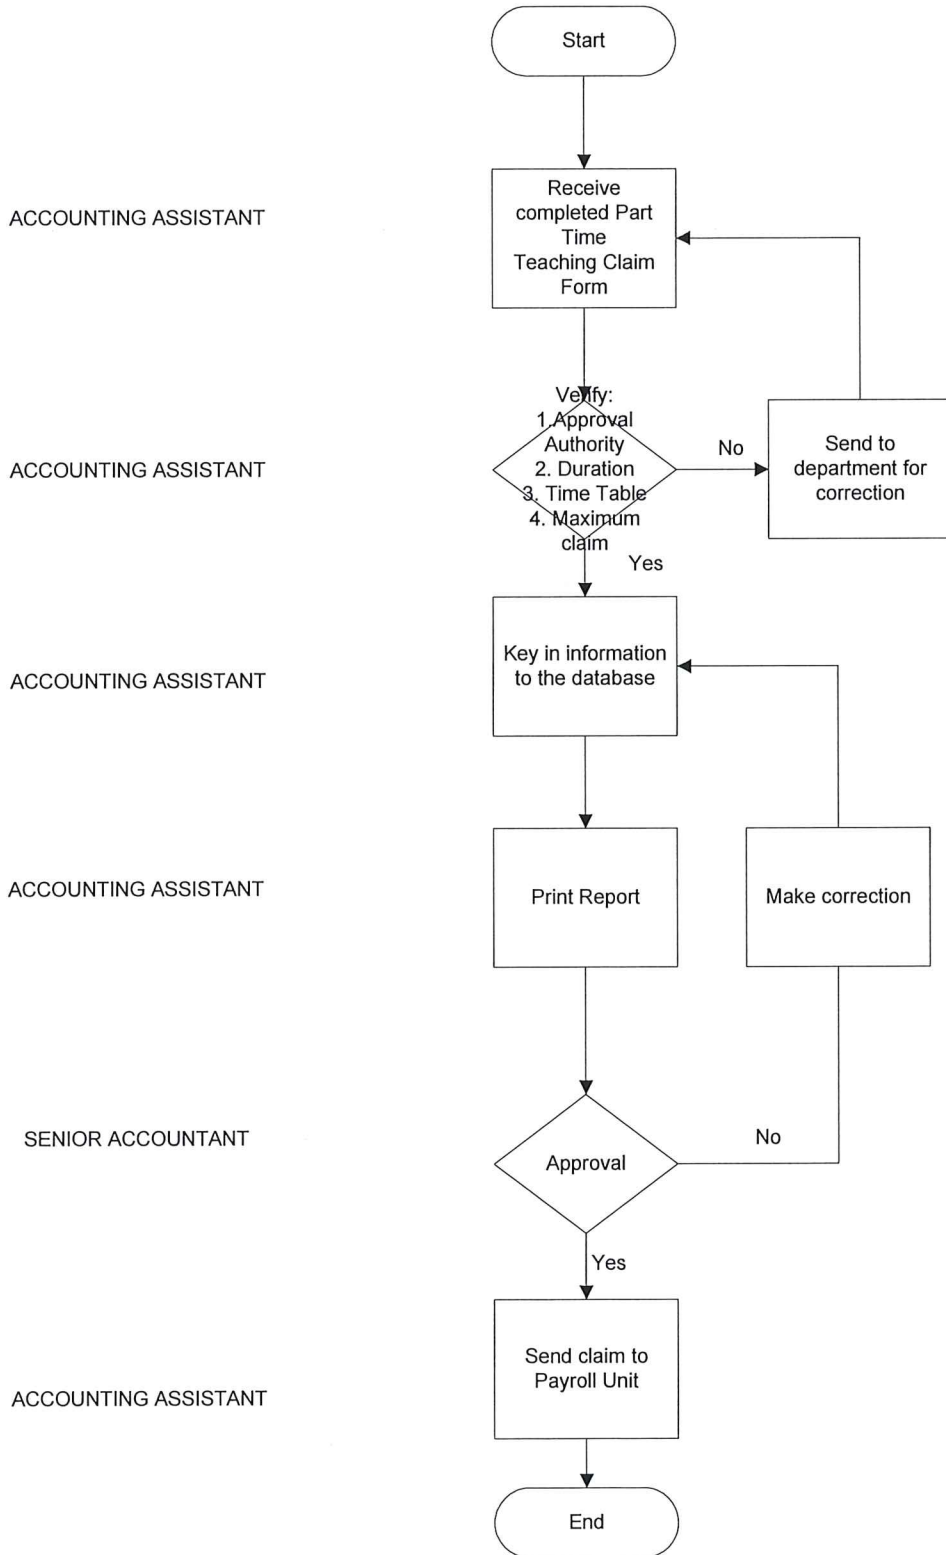 Start
ACCOUNTING ASSISTANT
Receive
completed Part
Time
Teaching Claim
Form
ACCOUNTING ASSISTANT
Verify:
1.Approval
Authority
2. Duration
3. Time Table
4. Maximum
claim
No
Send to
department for
correction
Yes
ACCOUNTING ASSISTANT
Key in information
to the database
ACCOUNTING ASSISTANT
Print Report
Make correction
SENIOR ACCOUNTANT
Approval
No
Yes
ACCOUNTING ASSISTANT
Send claim to
Payroll Unit
End